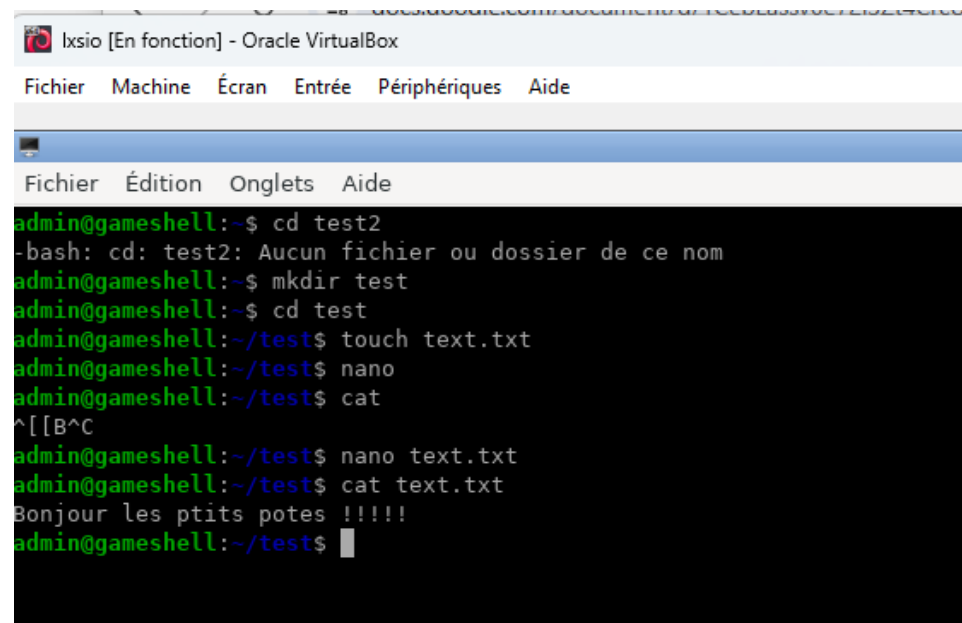 lxsio [En fonction] - Oracle VirtualBox
Fichier Machine Écran Entrée Périphériques Aide
Fichier Édition Onglets Aide
admin@gameshell:~$ cd test2
-bash: cd: test2: Aucun fichier ou dossier de ce nom
admin@gameshell:~$ mkdir test
admin@gameshell:~$ cd test
admin@gameshell:~/test$ touch text.txt
admin@gameshell:~/test$ nano
admin@gameshell:~/test$ cat
^[[B^C
admin@gameshell:~/test$ nano text.txt
admin@gameshell:~/test$ cat text.txt
Bonjour les ptits potes !!!!!
admin@gameshell:~/test$